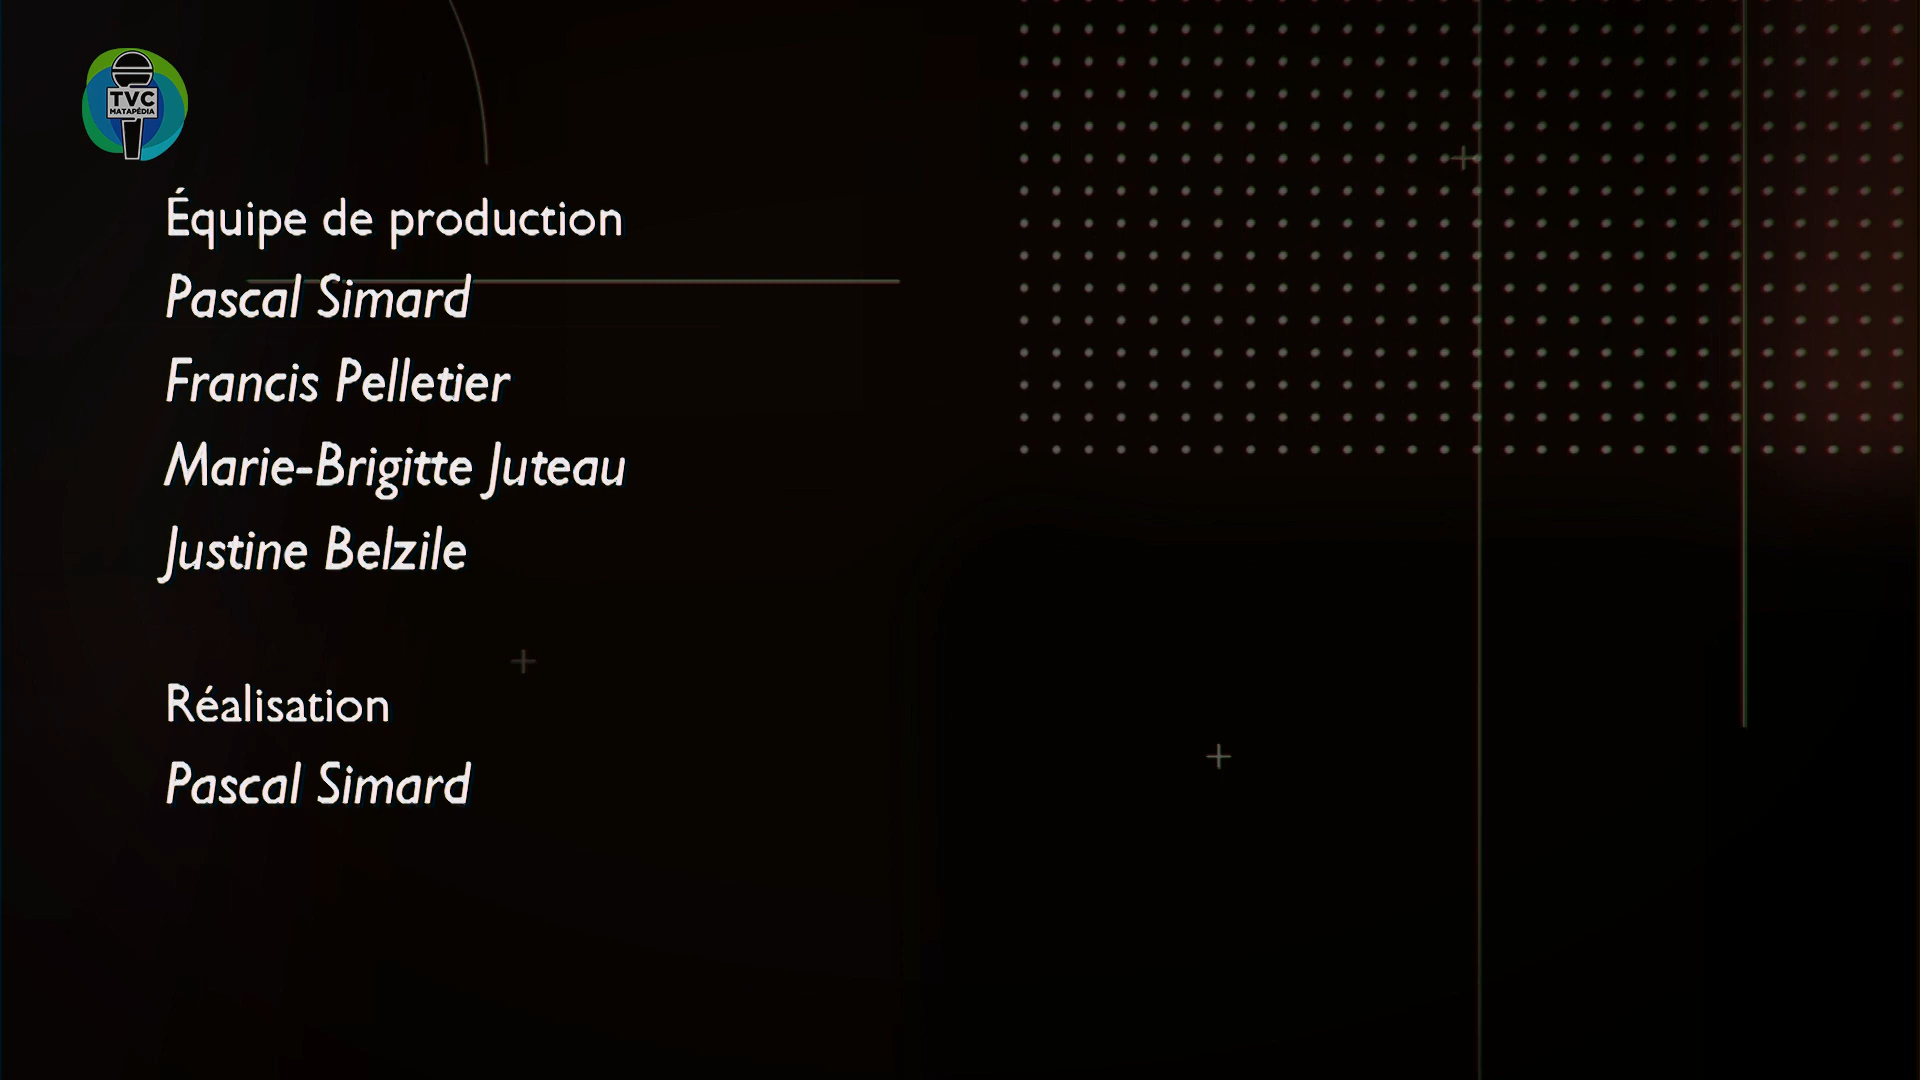 TVC
MATAPÉDIA
Équipe de production
Pascal Simard
Francis Pelletier
Marie-Brigitte Juteau
Justine Belzile
Réalisation
Pascal Simard